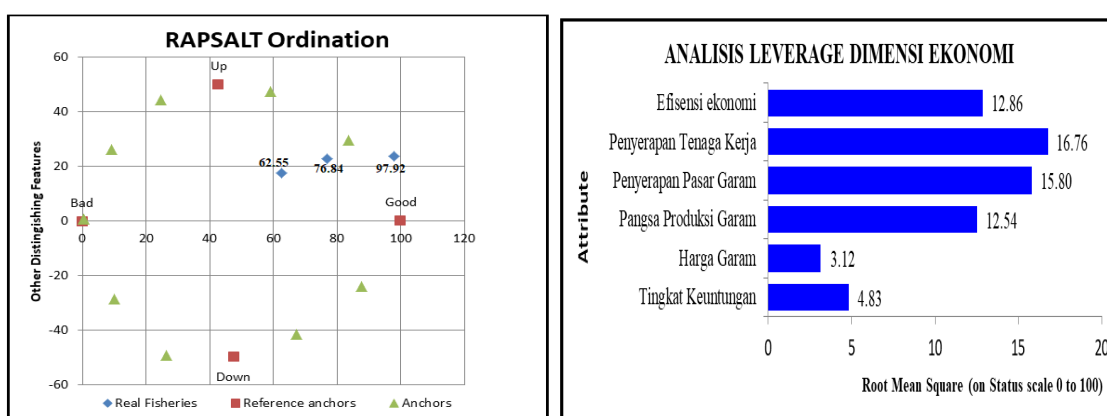 RAPSALT Ordination
60
Up
40
20
62.55
76.84
97.92
Bad
Good
0
0
20
40
60
80
100
120
-20
-40
Down
-60
Other Distingishing Features
Real Fisheries
Reference anchors
Anchors
ANALISIS LEVERAGE DIMENSI EKONOMI
Efisensi ekonomi
12.86
Penyerapan Tenaga Kerja
16.76
Penyerapan Pasar Garam
15.80
Pangsa Produksi Garam
12.54
Harga Garam
3.12
Tingkat Keuntungan
4.83
Attribute
0
5
10
15
20
Root Mean Square (on Status scale 0 to 100)